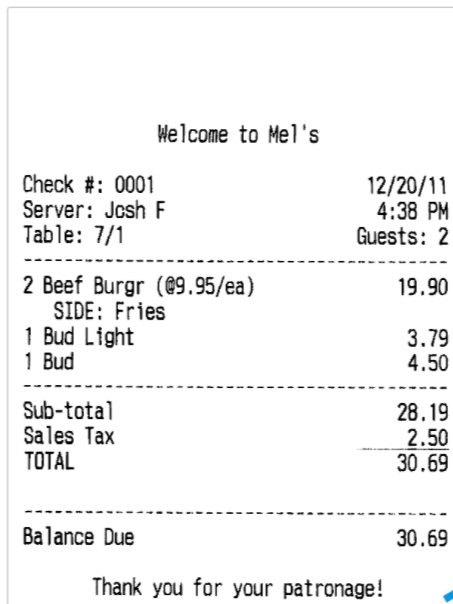 Welcome to Mel's
Check #: 0001 12/20/11
Server: Josh F 4:38 PM
Table: 7/1 Guests: 2
2 Beef Burgr (@9.95/ea) 19.90
SIDE: Fries
1 Bud Light 3.79
1 Bud 4.50
Sub-total 28.19
Sales Tax 2.50
TOTAL 30.69
Balance Due 30.69
Thank you for your patronage!